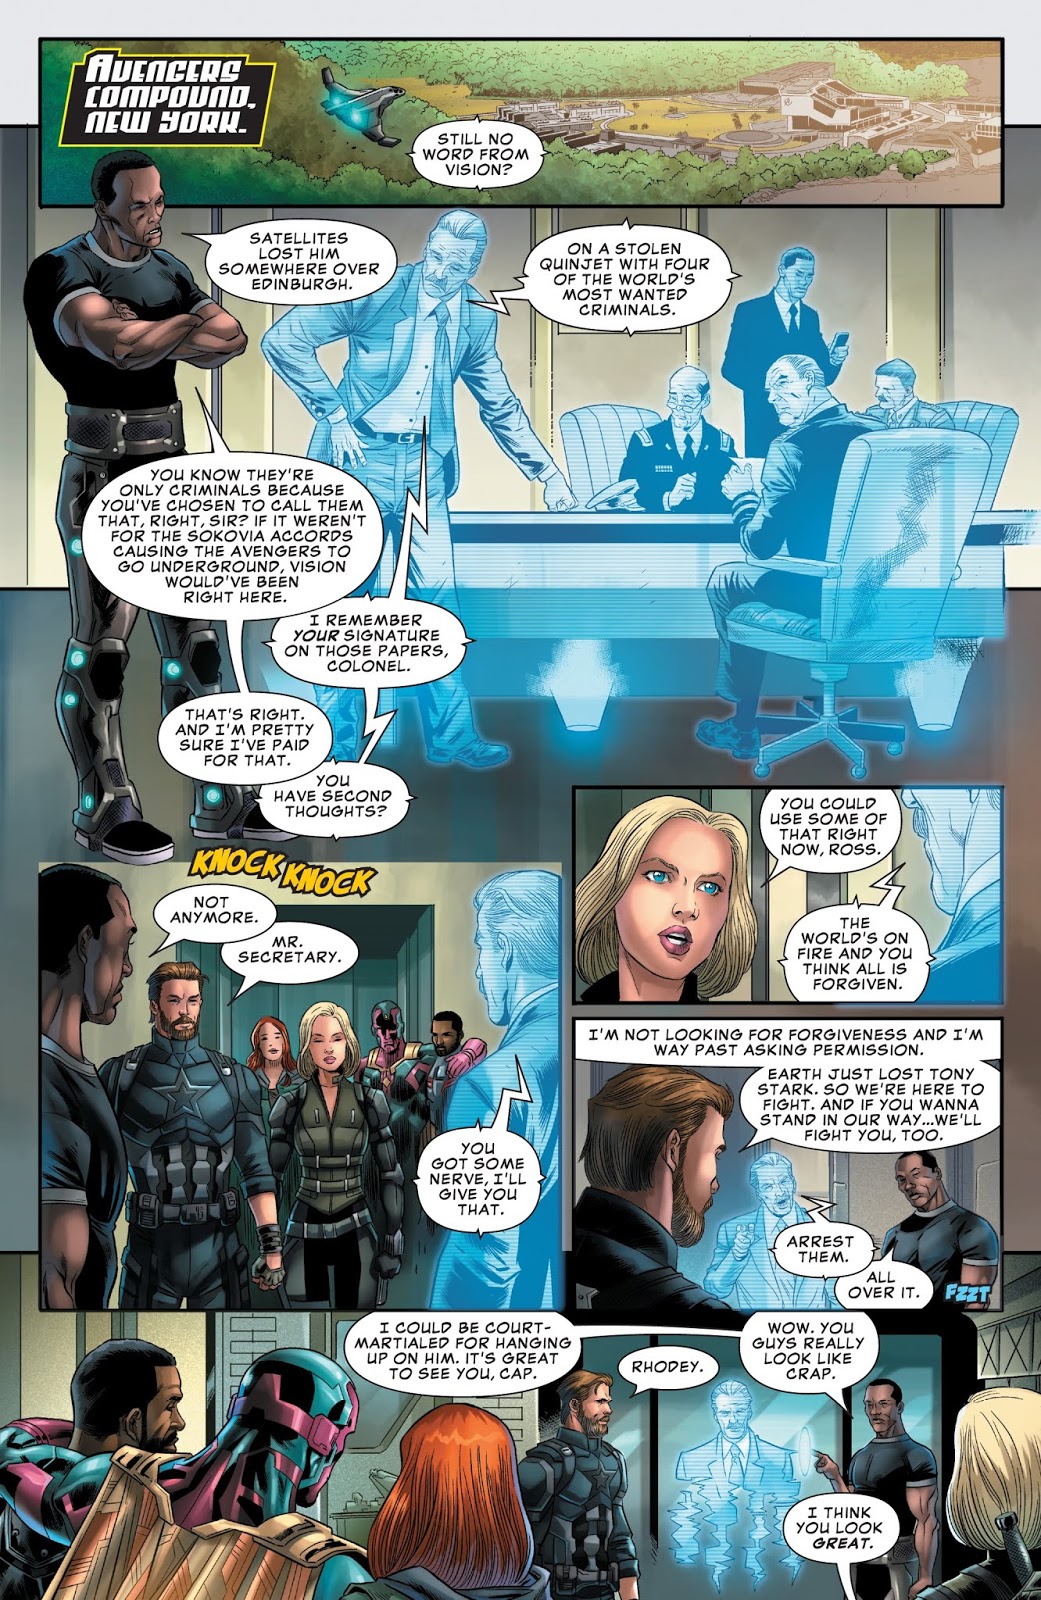 AVENGERS
COMPOUND,
NEW YORK.
STILL NO
WORD FROM
VISION?
SATELLITES
LOST HIM
SOMEWHERE OVER
EDINBURGH.
ON A STOLEN
QUINJET WITH FOUR
OF THE WORLD'S
MOST WANTED
CRIMINALS.
YOU KNOW THEY'RE
ONLY CRIMINALS BECAUSE
YOU'VE CHOSEN TO CALL THEM
THAT, RIGHT, SIR? IF IT WEREN'T
FOR THE SOKOVIA ACCORDS
CAUSING THE AVENGERS TO
GO UNDERGROUND, VISION
WOULD'VE BEEN
RIGHT HERE.
I REMEMBER
YOUR SIGNATURE
ON THOSE PAPERS,
COLONEL.
THAT'S RIGHT.
AND I'M PRETTY
SURE I'VE PAID
FOR THAT.
YOU
HAVE SECOND
THOUGHTS?
KNOCK KNOCK
NOT
ANYMORE.
MR.
SECRETARY.
YOU
GOT SOME
NERVE, I'LL
GIVE YOU
THAT.
YOU COULD
USE SOME OF
THAT RIGHT
NOW, ROSS.
THE
WORLD'S ON
FIRE AND YOU
THINK ALL IS
FORGIVEN.
I'M NOT LOOKING FOR FORGIVENESS AND I'M
WAY PAST ASKING PERMISSION.
EARTH JUST LOST TONY
STARK. SO WE'RE HERE TO
FIGHT. AND IF YOU WANNA
STAND IN OUR WAY...WE'LL
FIGHT YOU, TOO.
ARREST
THEM.
ALL
OVER IT.
FZZT
I COULD BE COURT-
MARTIALED FOR HANGING
UP ON HIM. IT'S GREAT
TO SEE YOU, CAP.
RHODEY.
WOW. YOU
GUYS REALLY
LOOK LIKE
CRAP.
I THINK
YOU LOOK
GREAT.